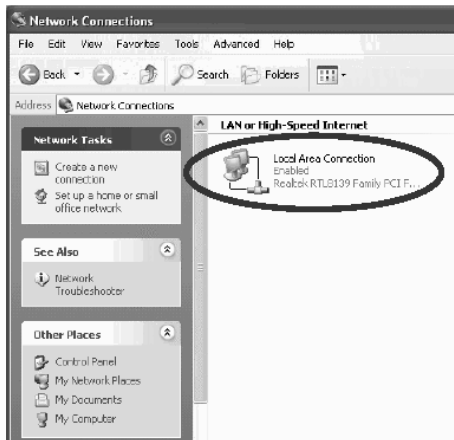 Network Connections
File Edit View Favorites Tools Advanced Help
Back Search Folders
Address Network Connections
Network Tasks
Create a new
connection
Set up a home or small
office network
See Also
Network
Troubleshooter
Other Places
Control Panel
My Network Places
My Documents
My Computer
LAN or High-Speed Internet
Local Area Connection
Enabled
Realtek RTL8139 Family PCI F...